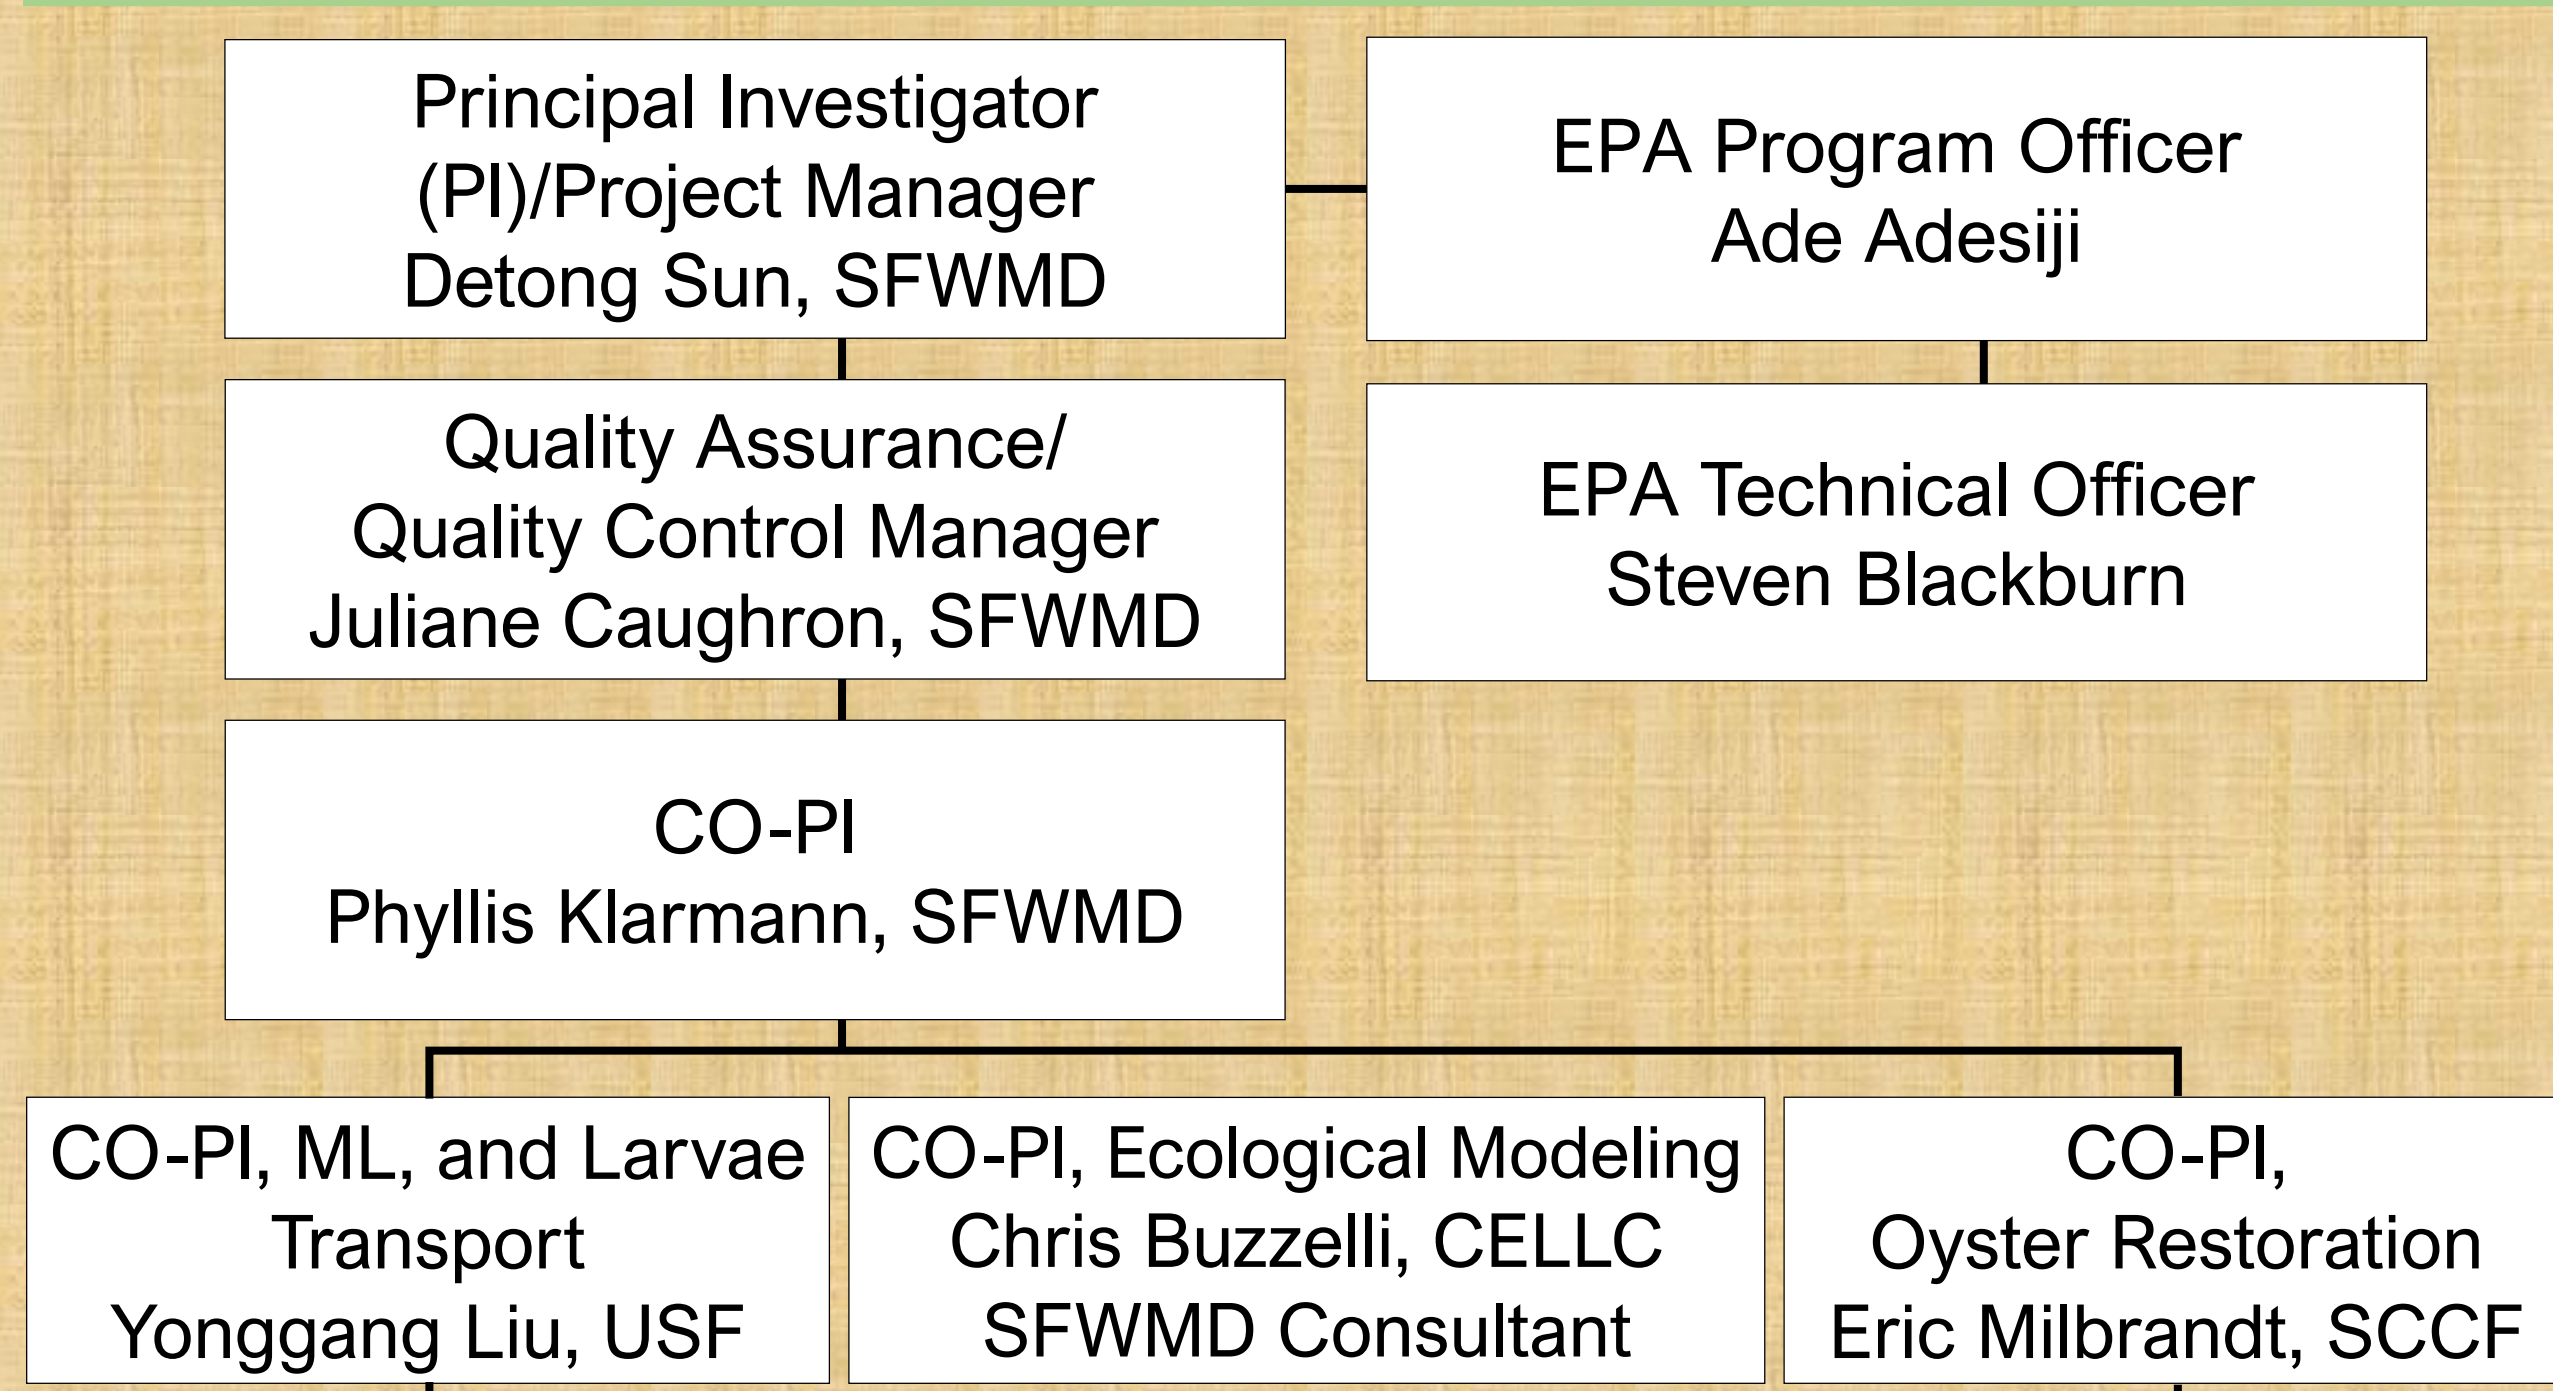 Principal Investigator
(PI)/Project Manager
Detong Sun, SFWMD
EPA Program Officer
Ade Adesiji
Quality Assurance/
Quality Control Manager
Juliane Caughron, SFWMD
EPA Technical Officer
Steven Blackburn
CO-PI
Phyllis Klarmann, SFWMD
CO-PI, ML, and Larvae
Transport
Yonggang Liu, USF
CO-PI, Ecological Modeling
Chris Buzzelli, CELLC
SFWMD Consultant
CO-PI,
Oyster Restoration
Eric Milbrandt, SCCF